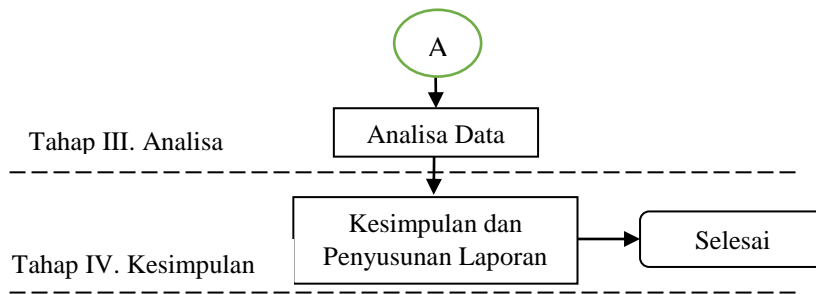 A
Analisa Data
Tahap III. Analisa
Kesimpulan dan
Penyusunan Laporan
Selesai
Tahap IV. Kesimpulan